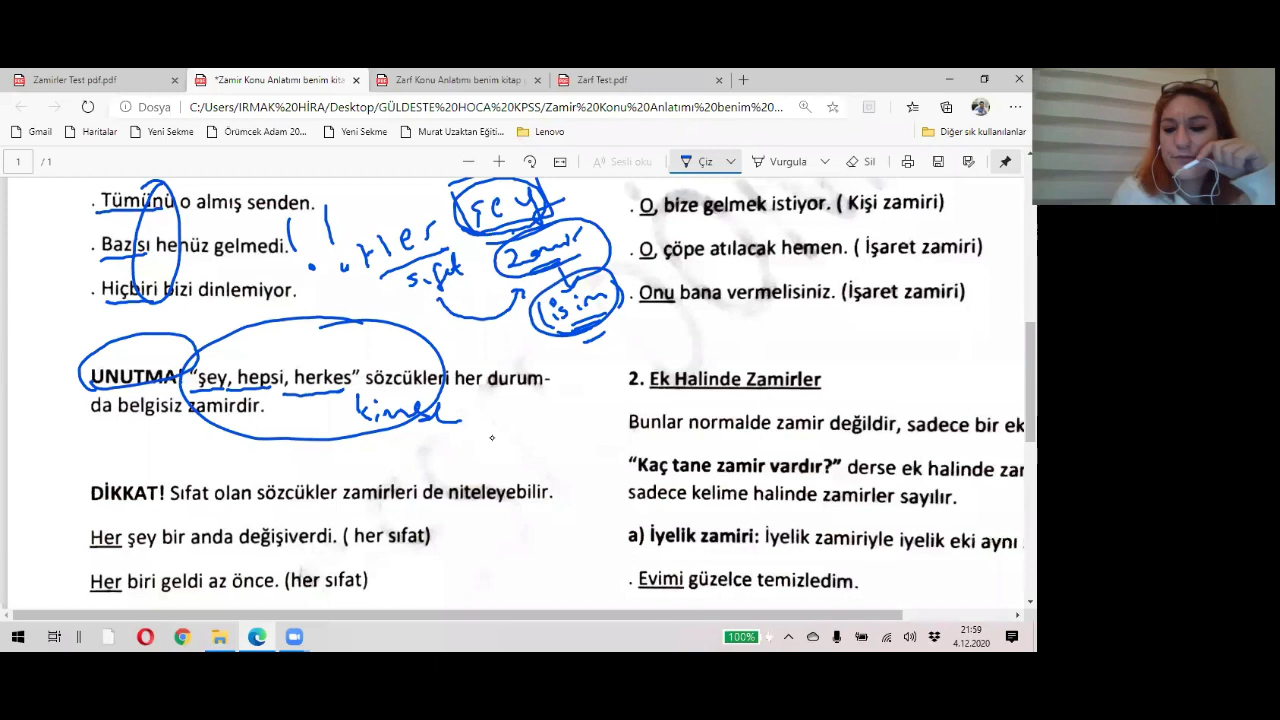 Zamirler Test pdf.pdf
*Zamir Konu Anlatımı benim kita
Zarf Konu Anlatımı benim kitap
Zarf Test.pdf
Dosya
C:/Users/IRMAK%20HİRA/Desktop/GÜLDESTE%20HOCA%20KPSS/Zamir%20Konu%20Anlatımı%20benim%20...
Gmail
Haritalar
Yeni Sekme
Örümcek Adam 20...
Yeni Sekme
Murat Uzaktan Eğiti...
Lenovo
Diğer sık kullanılanlar
1 / 1
Sesli oku
Çiz
Vurgula
Sil
. Tümünü o almış senden.
. Bazısı henüz gelmedi.
. Hiçbiri bizi dinlemiyor.
!! Her şey
sıfat
zamir
isim
UNUTMA! “şey, hepsi, herkes” sözcükleri her durum-
da belgisiz zamirdir.
kimse
DİKKAT! Sıfat olan sözcükler zamirleri de niteleyebilir.
Her şey bir anda değişiverdi. ( her sıfat)
Her biri geldi az önce. (her sıfat)
. O, bize gelmek istiyor. ( Kişi zamiri)
. O, çöpe atılacak hemen. ( İşaret zamiri)
. Onu bana vermelisiniz. (İşaret zamiri)
2. Ek Halinde Zamirler
Bunlar normalde zamir değildir, sadece bir ek
“Kaç tane zamir vardır?” derse ek halinde zar
sadece kelime halinde zamirler sayılır.
a) İyelik zamiri: İyelik zamiriyle iyelik eki aynı
. Evimi güzelce temizledim.
100%
21:59
4.12.2020